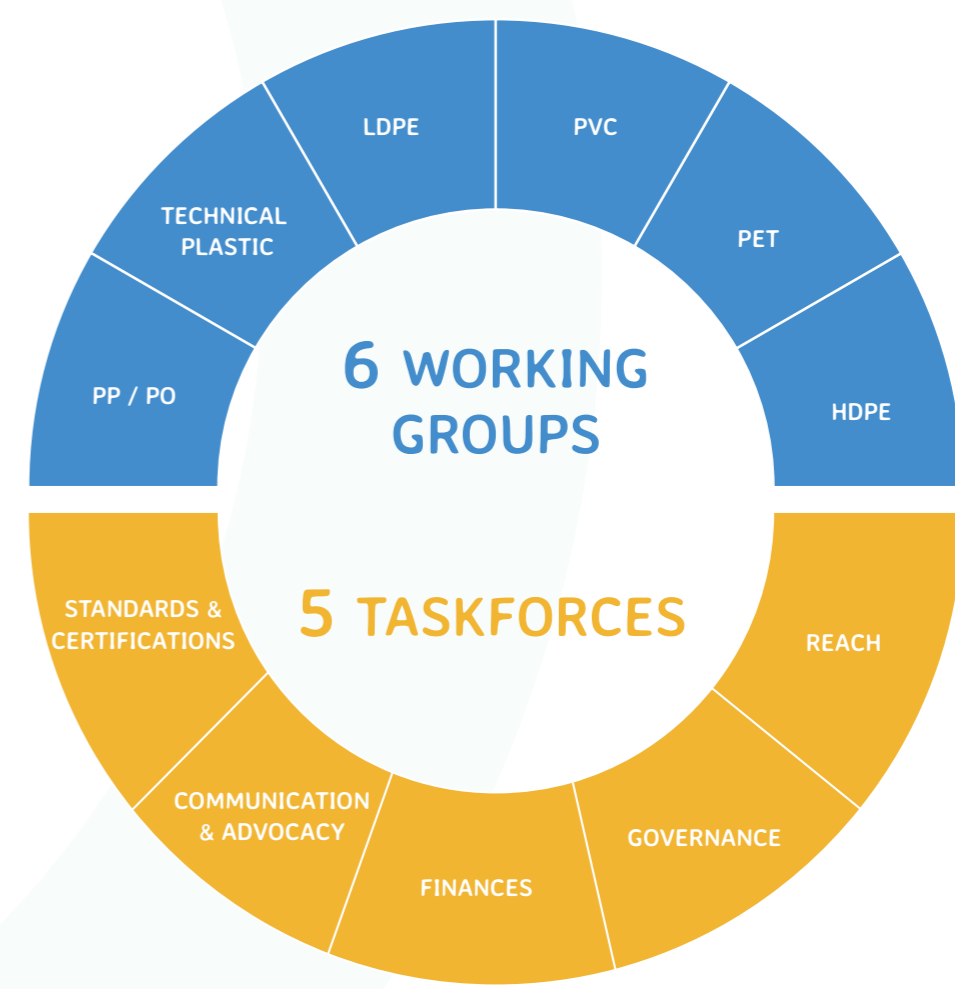 LDPE
PVC
TECHNICAL
PLASTIC
PET
PP / PO
HDPE
6 WORKING
GROUPS
5 TASKFORCES
STANDARDS &
CERTIFICATIONS
REACH
COMMUNICATION
& ADVOCACY
GOVERNANCE
FINANCES